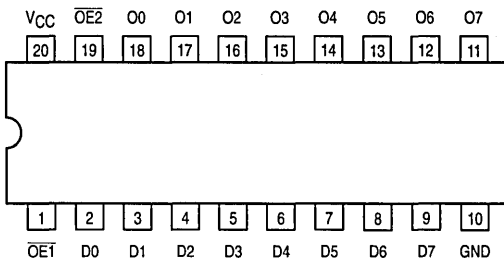 VCC OE2 O0 O1 O2 O3 O4 O5 O6 O7
20 19 18 17 16 15 14 13 12 11
1 2 3 4 5 6 7 8 9 10
OE1 D0 D1 D2 D3 D4 D5 D6 D7 GND